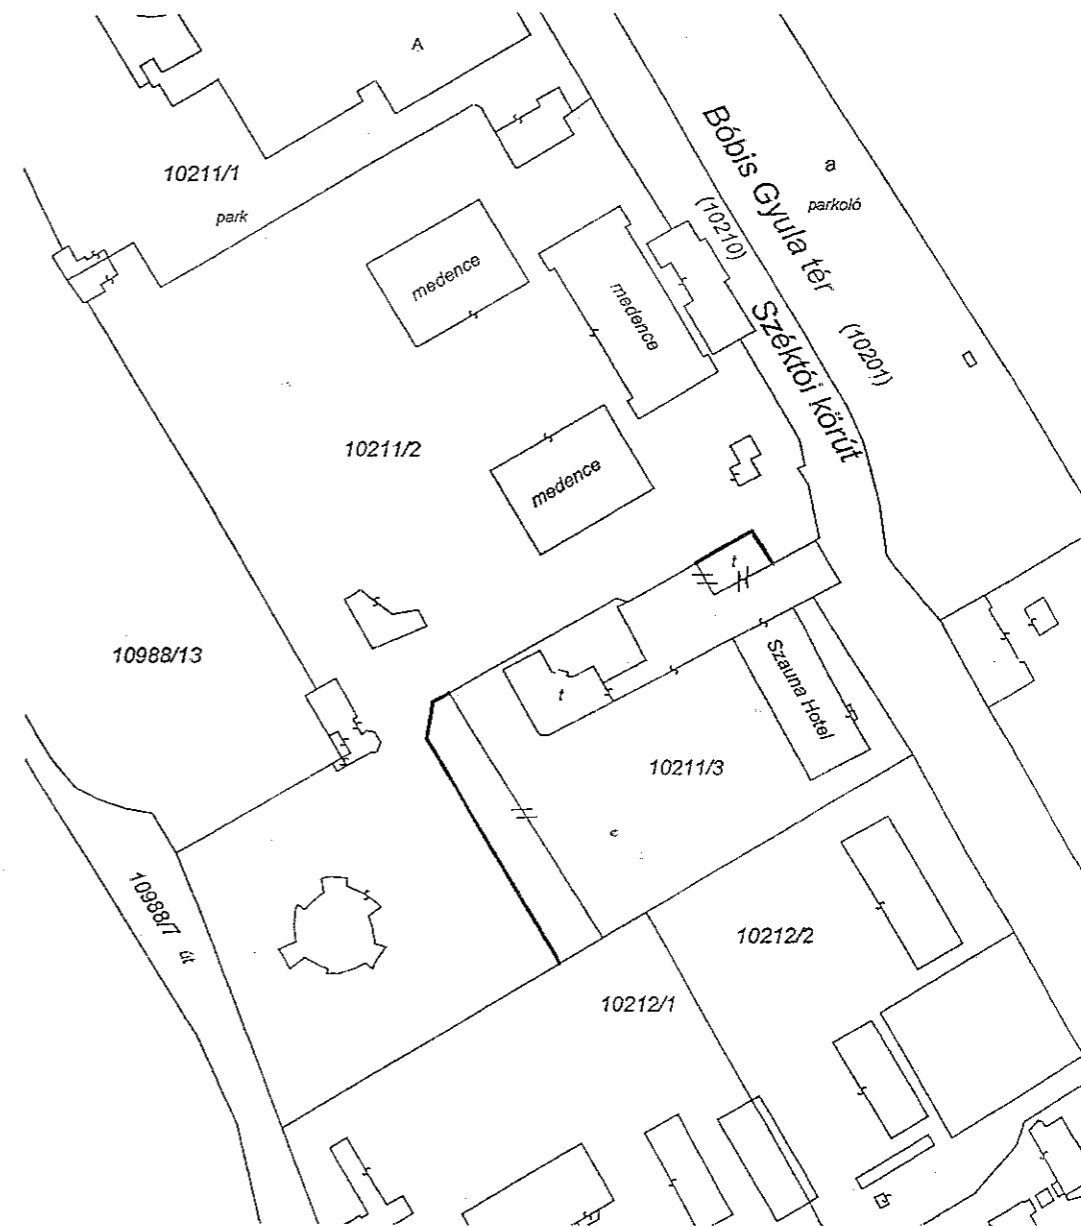 A
10211/1
park
Bóbis Gyula tér
a
parkoló
(10210)
medence
medence
Széktói körút
(10201)
10211/2
medence
t
10988/13
Szauna Hotel
t
10211/3
c
10988/7 út
10212/2
10212/1